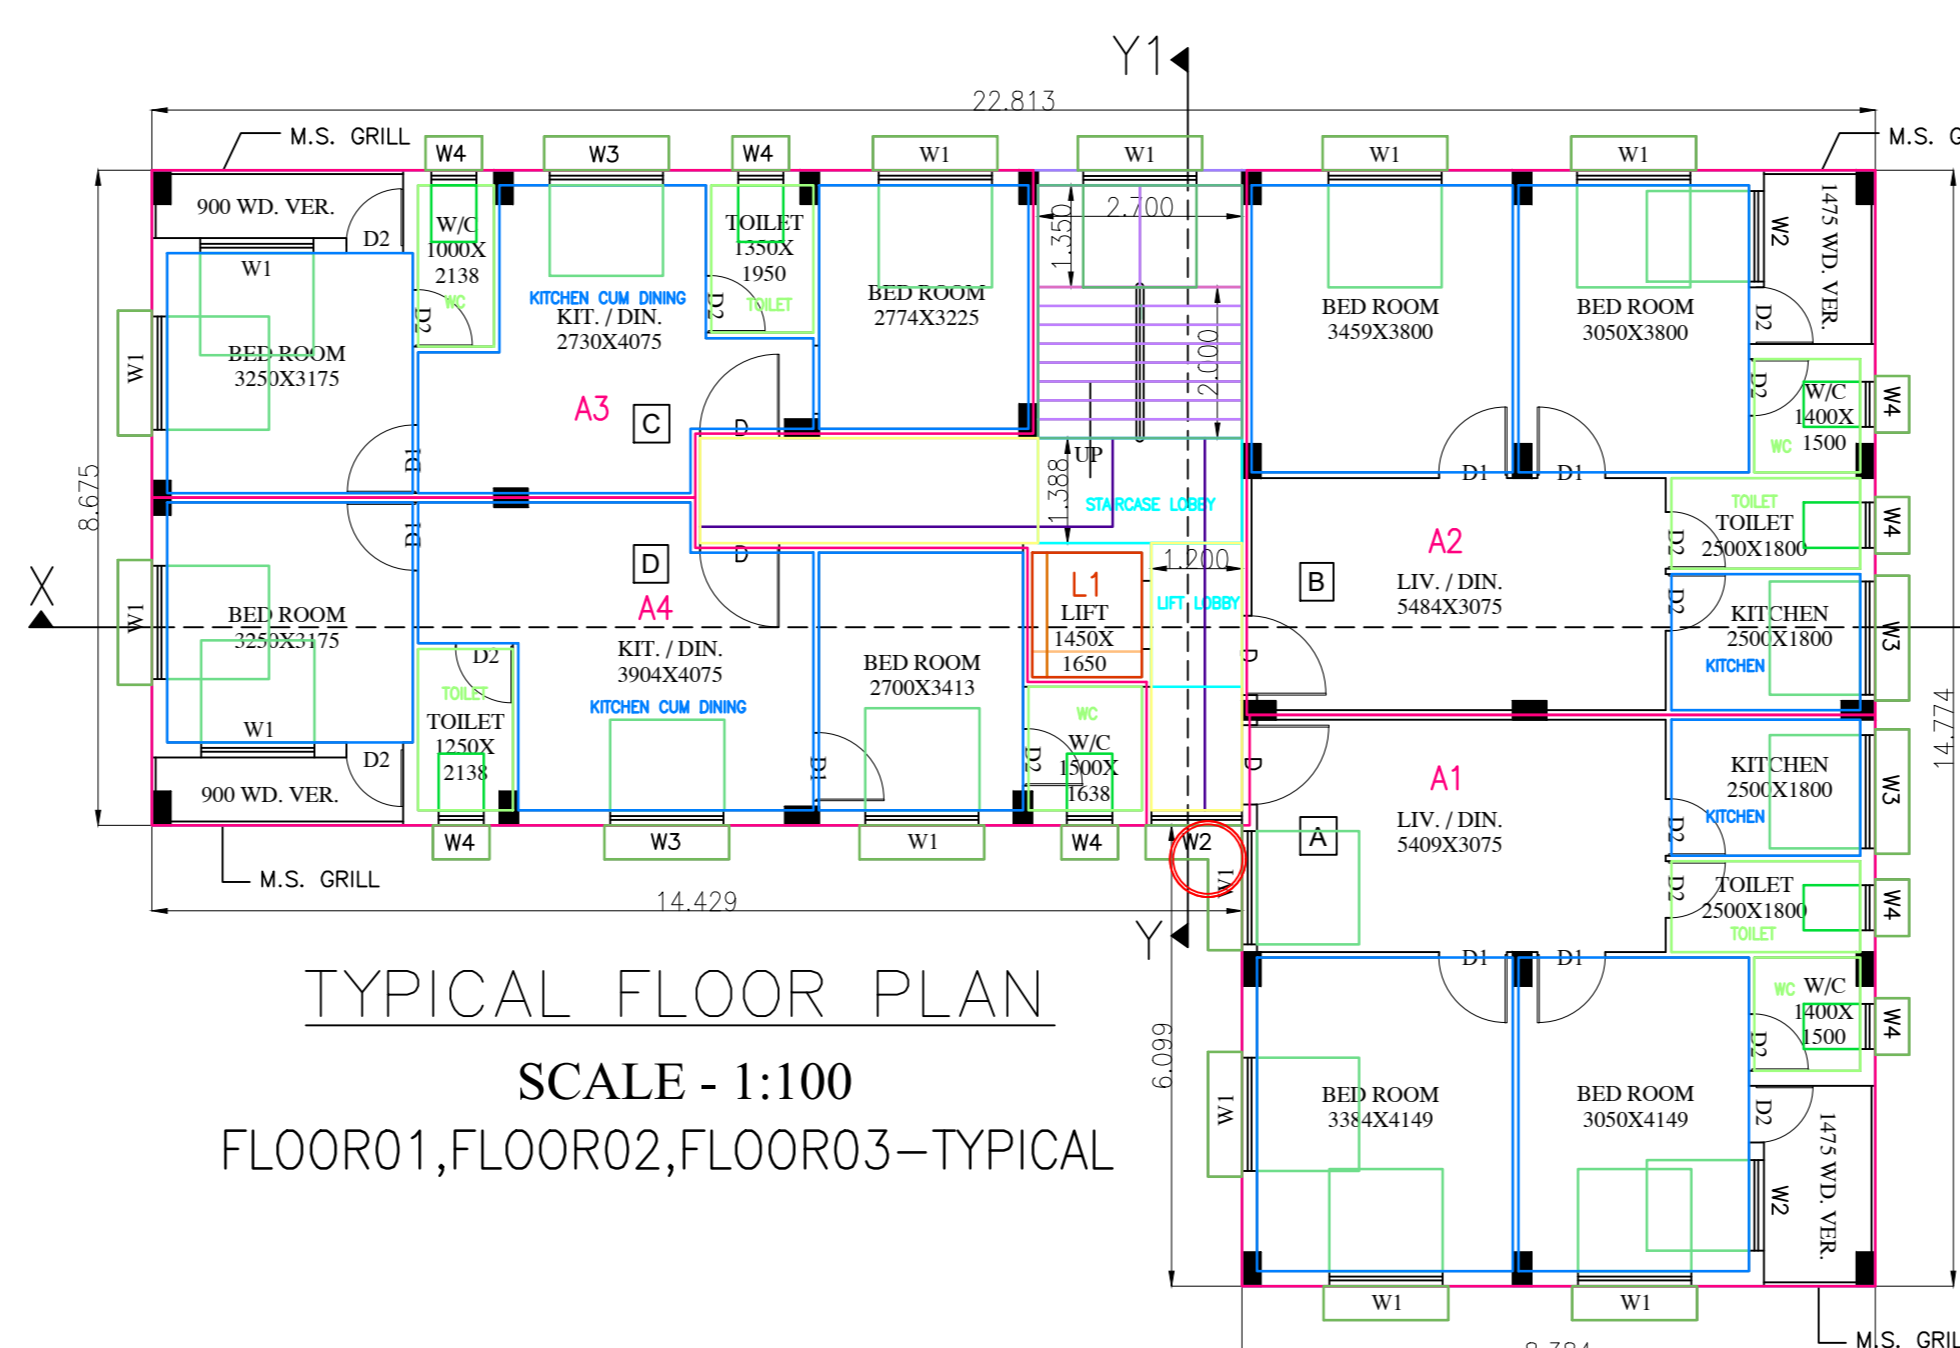 Y1
22.813
M.S. GRILL
M.S. G
W4
W3
W4
W1
W1
W1
W1
900 WD. VER.
D2
W1
W/C
1000X
2138
WC
D2
KITCHEN CUM DINING
KIT. / DIN.
2730X4075
TOILET
1350X
1950
TOILET
D2
BED ROOM
2774X3225
1.350
2.700
2.000
BED ROOM
3459X3800
BED ROOM
3050X3800
W2
1475 WD. VER.
D2
W1
BED ROOM
3250X3175
D1
A3
C
D
UP
1.388
STAIRCASE LOBBY
D1
D1
D2
W/C
1400X
1500
WC
W4
8.675
TOILET
TOILET
2500X1800
D2
W4
D1
D
D
A4
KIT. / DIN.
3904X4075
KITCHEN CUM DINING
L1
LIFT
1450X
1650
1.200
LIFT LOBBY
A2
B
LIV. / DIN.
5484X3075
D
D2
KITCHEN
2500X1800
KITCHEN
W3
X
W1
BED ROOM
3250X3175
W1
D2
TOILET
TOILET
1250X
2138
D2
BED ROOM
2700X3413
D1
WC
W/C
1500X
1638
D2
D
A1
LIV. / DIN.
5409X3075
A
KITCHEN
2500X1800
KITCHEN
D2
W3
14.774
900 WD. VER.
W4
W3
W1
W4
W2
W1
D2
TOILET
2500X1800
TOILET
W4
M.S. GRILL
14.429
Y
D1
D1
WC
W/C
1400X
1500
D2
W4
TYPICAL FLOOR PLAN
SCALE - 1:100
FLOOR01,FLOOR02,FLOOR03-TYPICAL
6.099
W1
BED ROOM
3384X4149
BED ROOM
3050X4149
D2
W2
1475 WD. VER.
W1
W1
8.384
M.S. GRIL